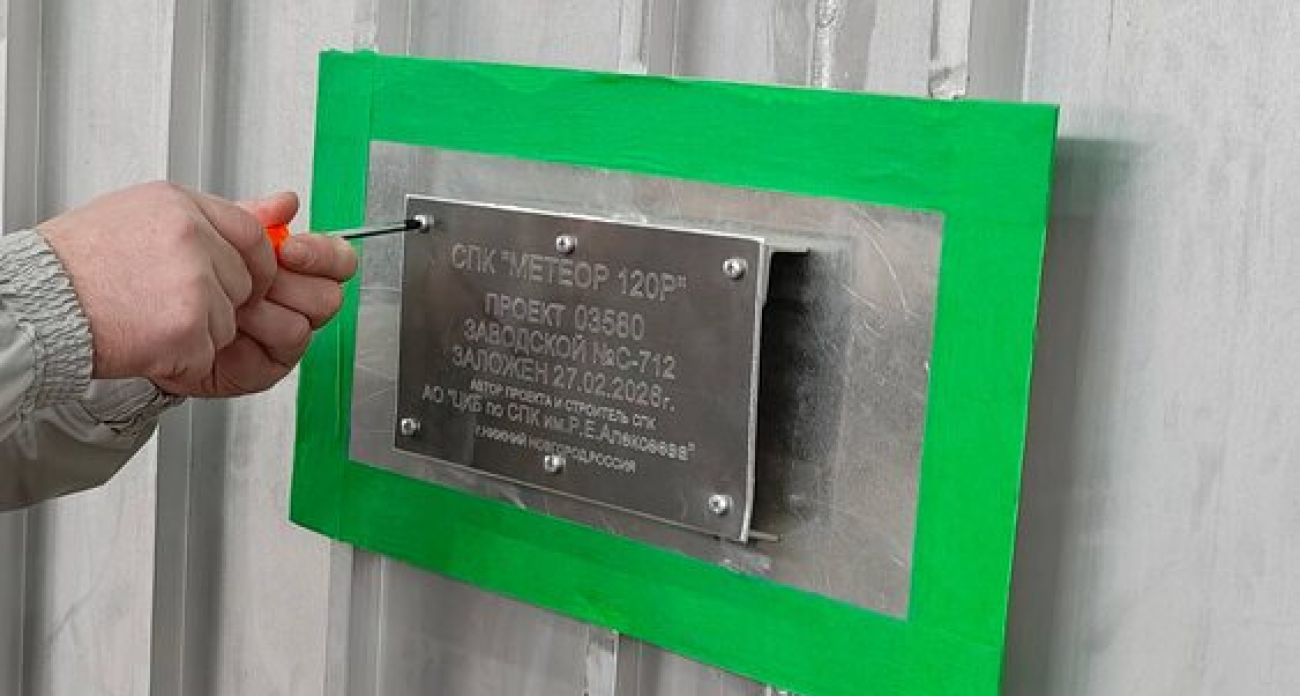 СПК "МЕТЕОР 120Р"
ПРОЕКТ 03580
ЗАВОДСКОЙ №С-712
ЗАЛОЖЕН 27.02.2026г.
АВТОР ПРОЕКТА И СТРОИТЕЛЬ СПК
АО "ЦКБ по СПК им.Р.Е.Алексеева"
г.НИЖНИЙ НОВГОРОД,РОССИЯ